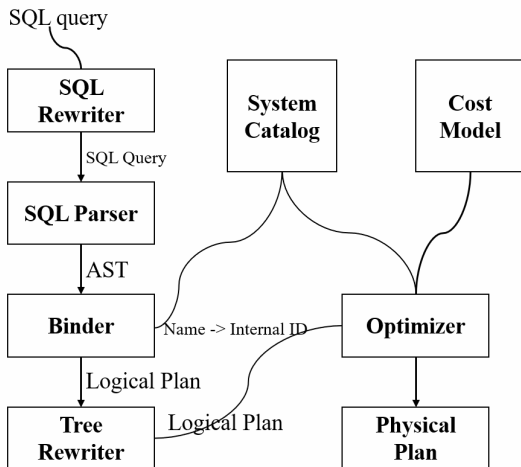 SQL query
SQL
Rewriter
System
Catalog
Cost
Model
SQL Query
SQL Parser
AST
Binder
Name -> Internal ID
Optimizer
Logical Plan
Tree
Rewriter
Logical Plan
Physical
Plan